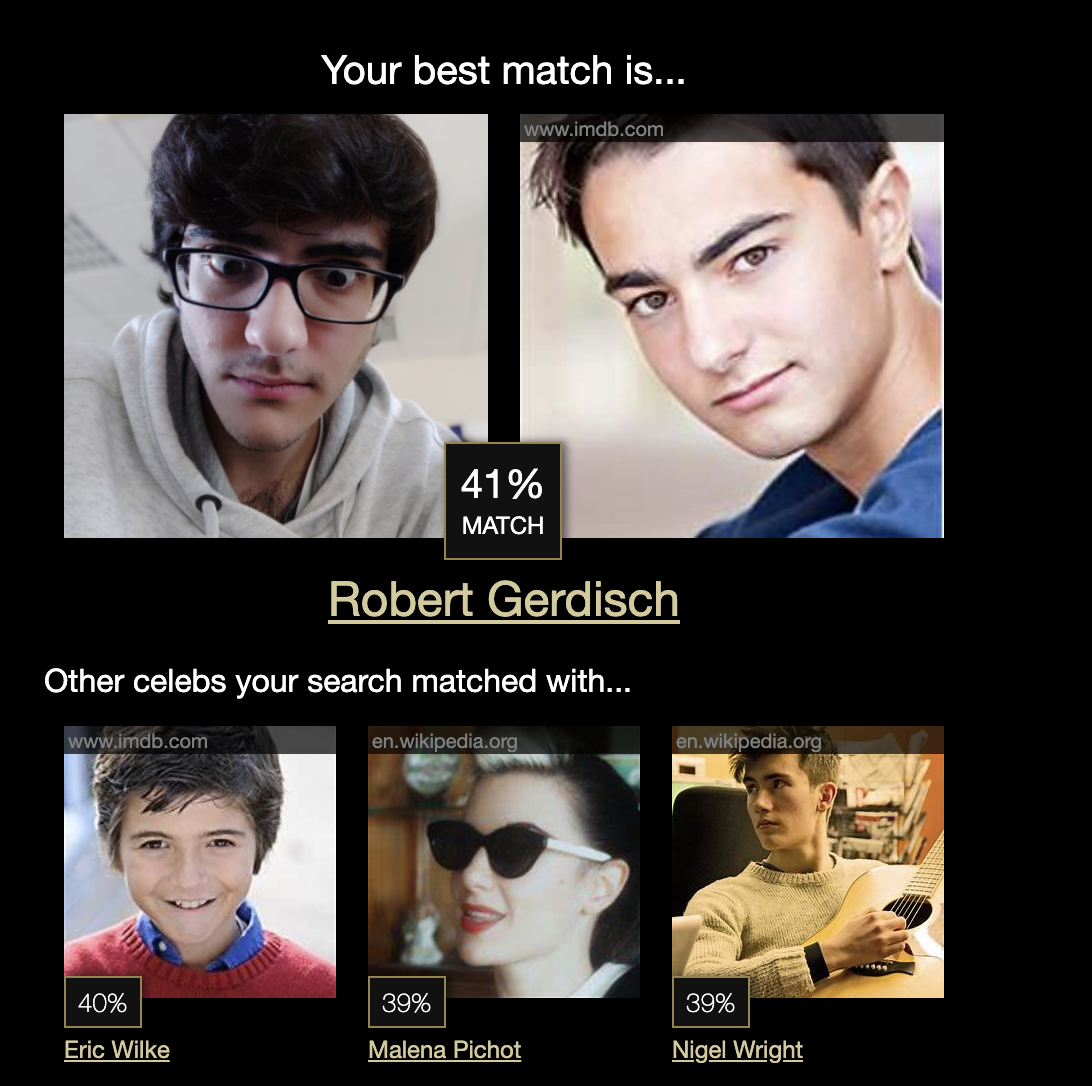 Your best match is...
www.imdb.com
41%
MATCH
Robert Gerdisch
Other celebs your search matched with...
www.imdb.com
en.wikipedia.org
en.wikipedia.org
40%
39%
39%
Eric Wilke
Malena Pichot
Nigel Wright